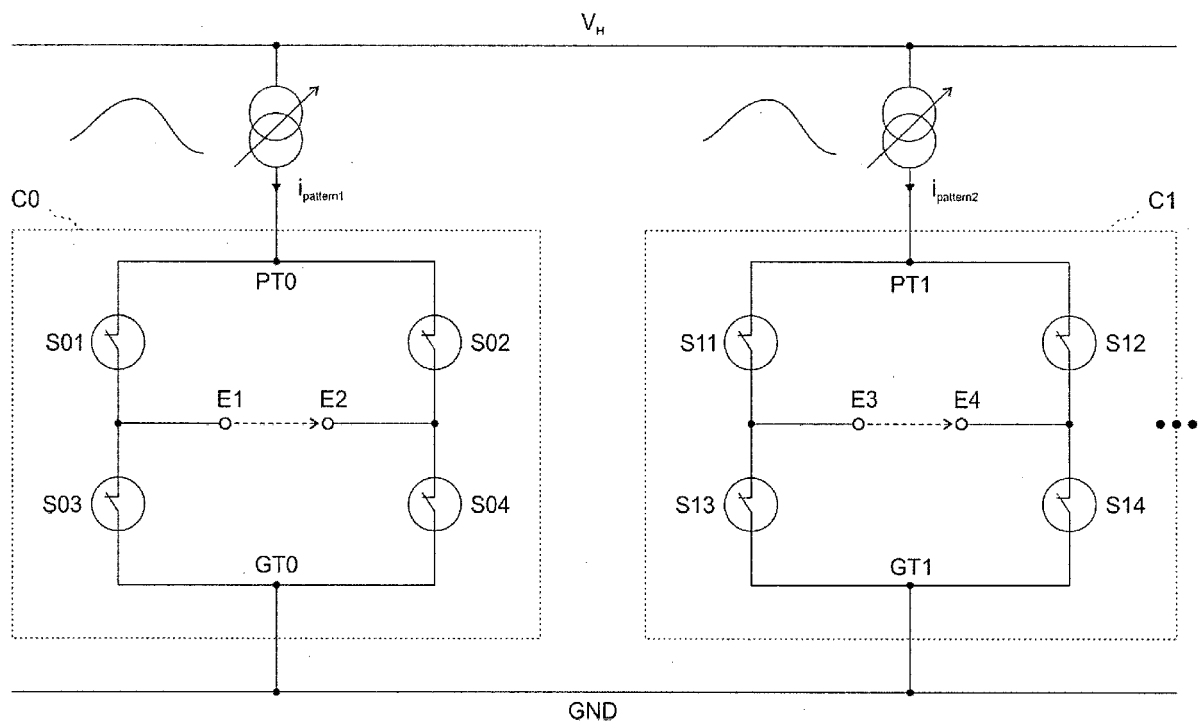 V_H
i_pattern1
i_pattern2
C0
C1
PT0
PT1
S01
S02
S11
S12
E1
E2
E3
E4
S03
S04
S13
S14
GT0
GT1
GND